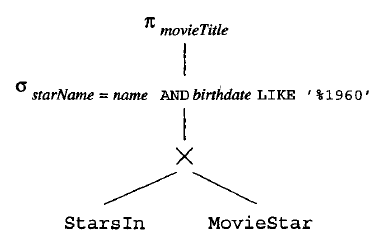 π movieTitle
σ starName = name AND birthdate LIKE '%1960'
×
StarsIn MovieStar